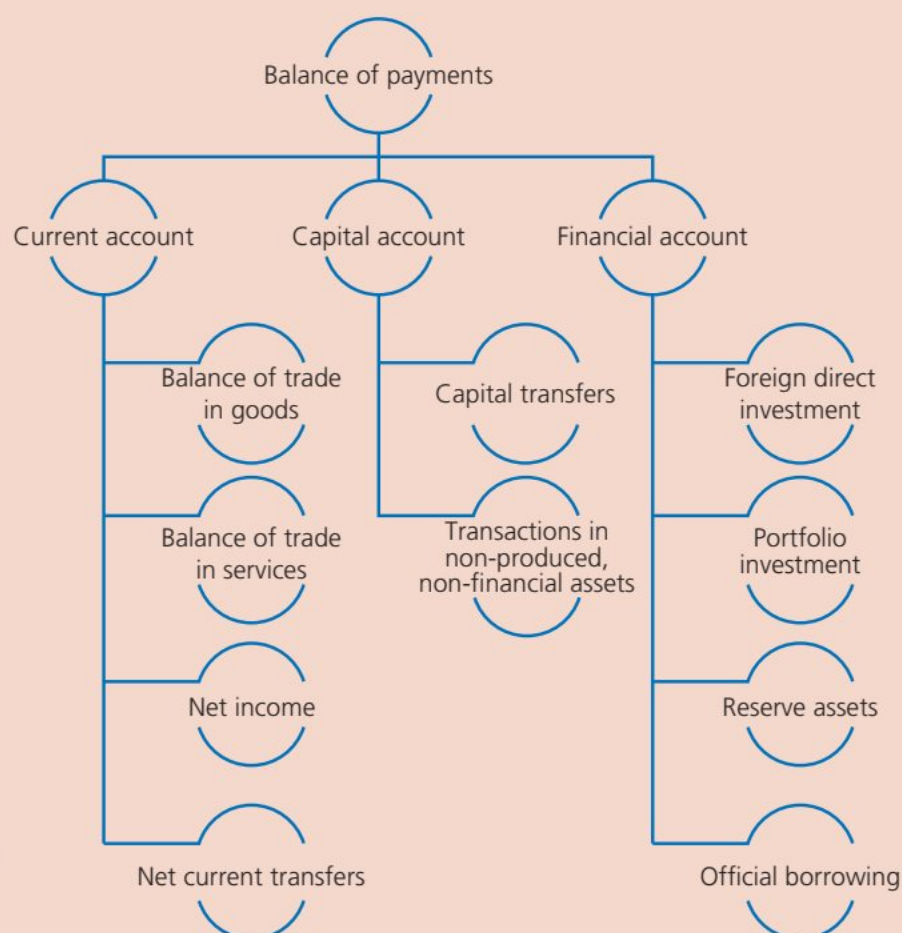 Balance of payments
Current account
Capital account
Financial account
Balance of trade
in goods
Balance of trade
in services
Net income
Net current transfers
Capital transfers
Transactions in
non-produced,
non-financial assets
Foreign direct
investment
Portfolio
investment
Reserve assets
Official borrowing